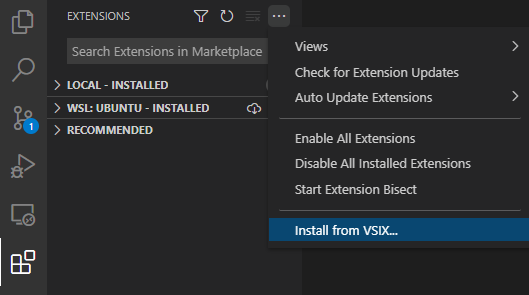 EXTENSIONS
Search Extensions in Marketplace
LOCAL - INSTALLED
WSL: UBUNTU - INSTALLED
RECOMMENDED
1
Views
Check for Extension Updates
Auto Update Extensions
Enable All Extensions
Disable All Installed Extensions
Start Extension Bisect
Install from VSIX...